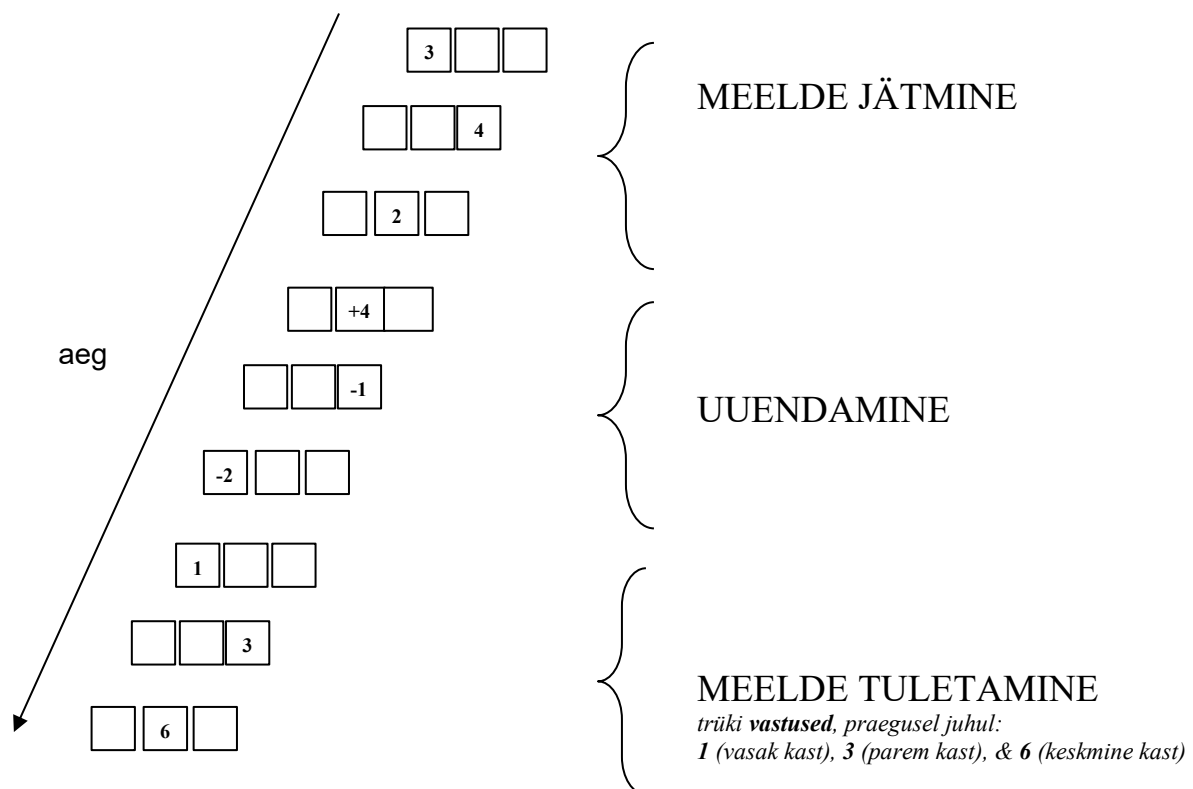 3
MEELDE JÄTMINE
4
2
+4
aeg
-1
UUENDAMINE
-2
1
3
MEELDE TULETAMINE
6
trüki vastused, praegusel juhul:
1 (vasak kast), 3 (parem kast), & 6 (keskmine kast)